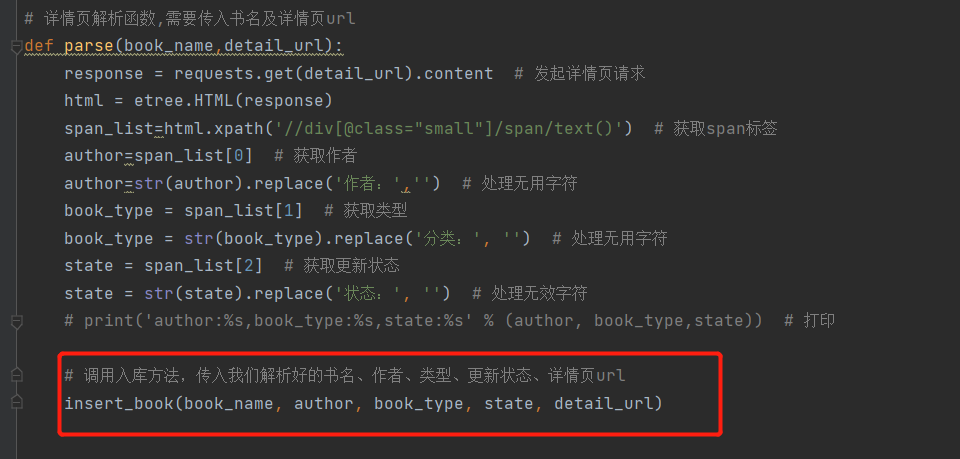 # 详情页解析函数,需要传入书名及详情页url
def parse(book_name,detail_url):
    response = requests.get(detail_url).content  # 发起详情页请求
    html = etree.HTML(response)
    span_list=html.xpath('//div[@class="small"]/span/text()')  # 获取span标签
    author=span_list[0]  # 获取作者
    author=str(author).replace('作者：','')  # 处理无用字符
    book_type = span_list[1]  # 获取类型
    book_type = str(book_type).replace('分类：', '')  # 处理无用字符
    state = span_list[2]  # 获取更新状态
    state = str(state).replace('状态：', '')  # 处理无效字符
    # print('author:%s,book_type:%s,state:%s' % (author, book_type,state))  # 打印
    # 调用入库方法，传入我们解析好的书名、作者、类型、更新状态、详情页url
    insert_book(book_name, author, book_type, state, detail_url)